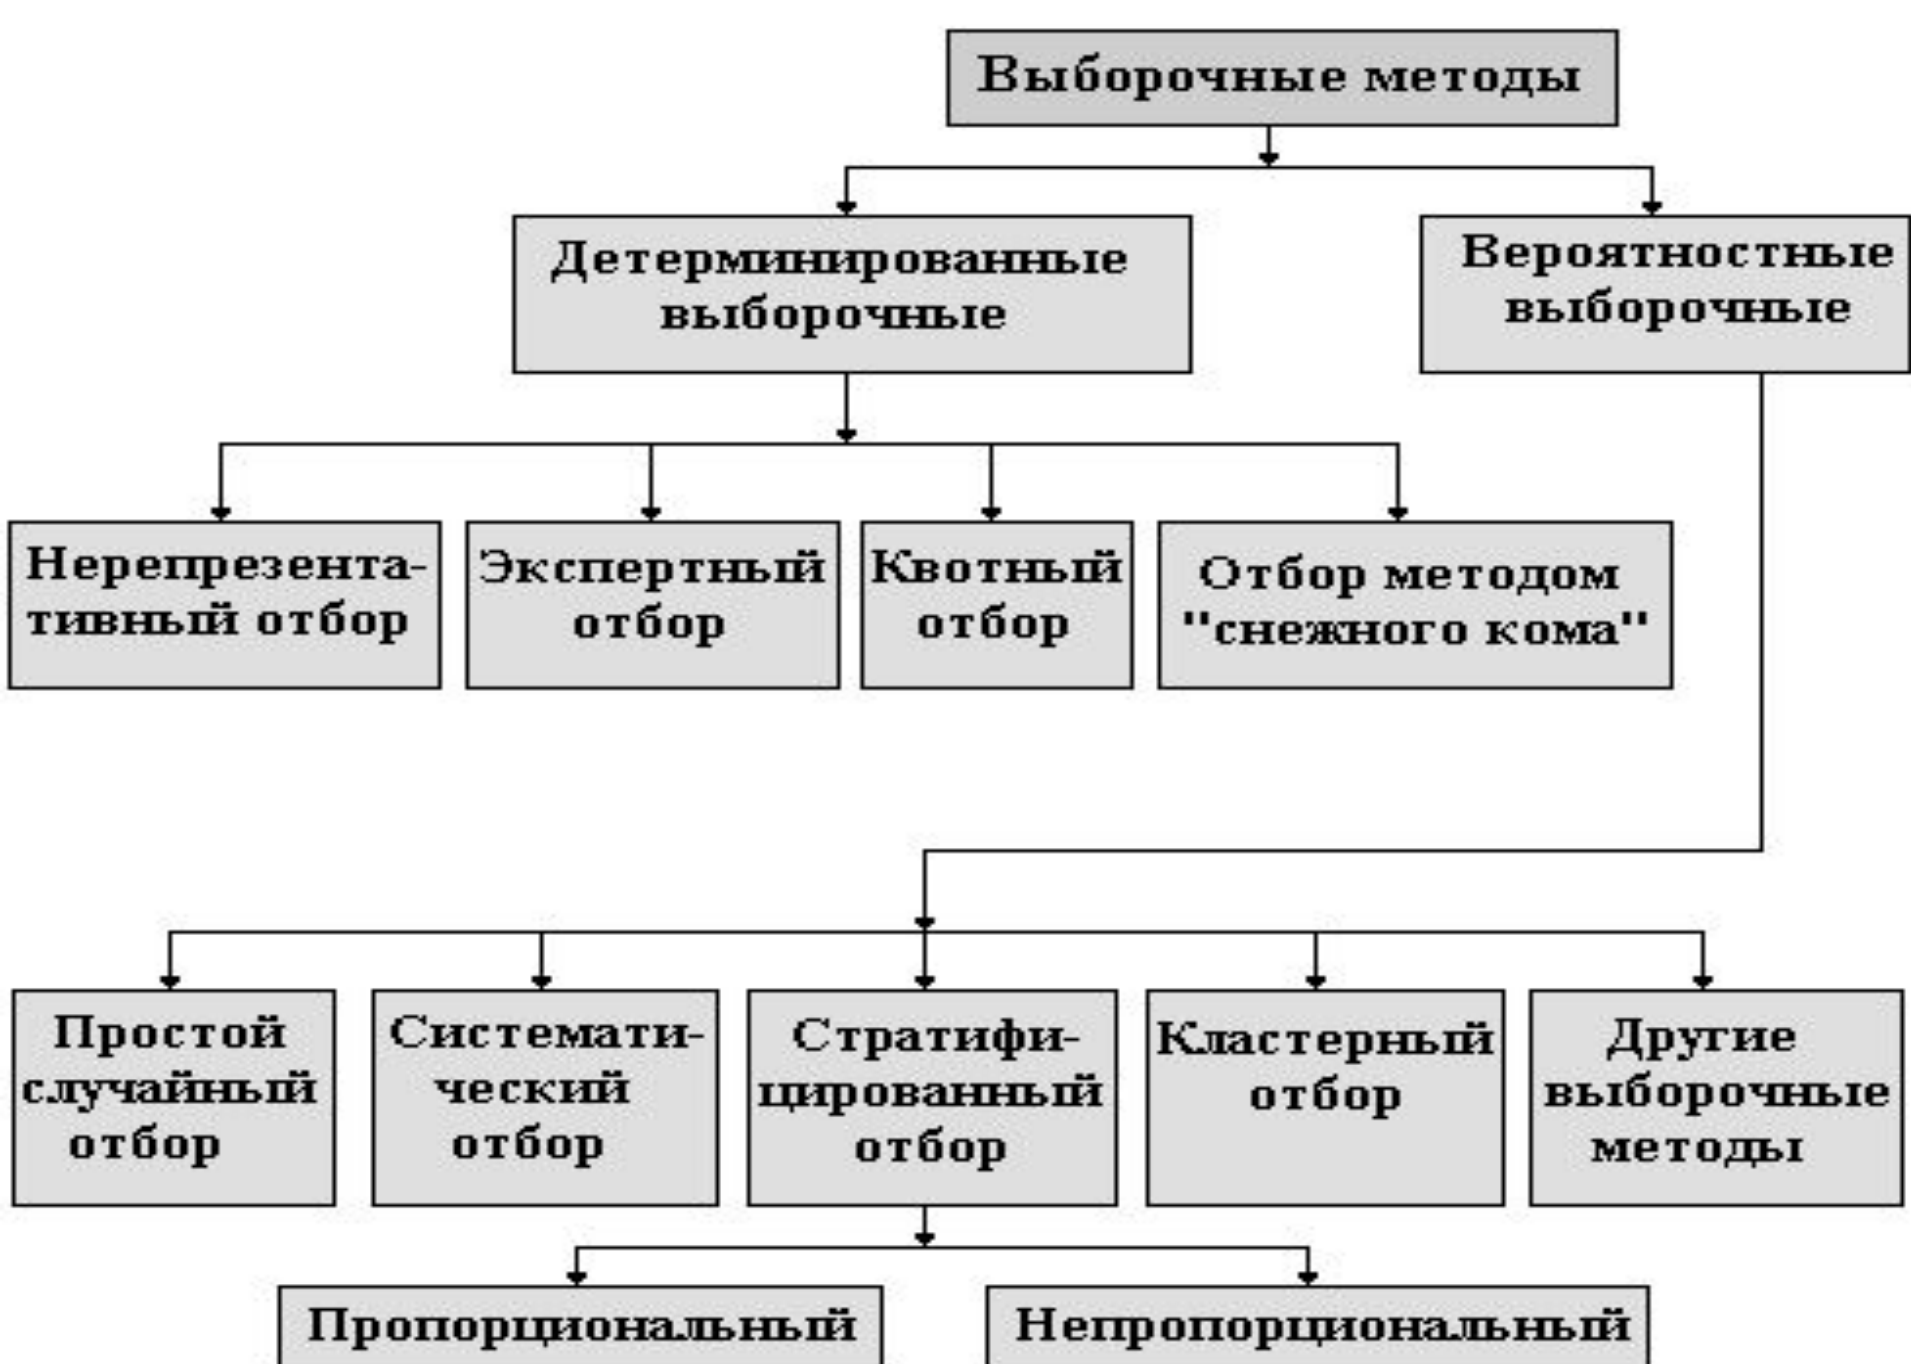 Выборочные методы
Детерминированные
выборочные
Вероятностные
выборочные
Нерепрезента-
тивный отбор
Экспертный
отбор
Квотный
отбор
Отбор методом
"снежного кома"
Простой
случайный
отбор
Системати-
ческий
отбор
Стратифи-
цированный
отбор
Кластерный
отбор
Другие
выборочные
методы
Пропорциональный
Непропорциональный